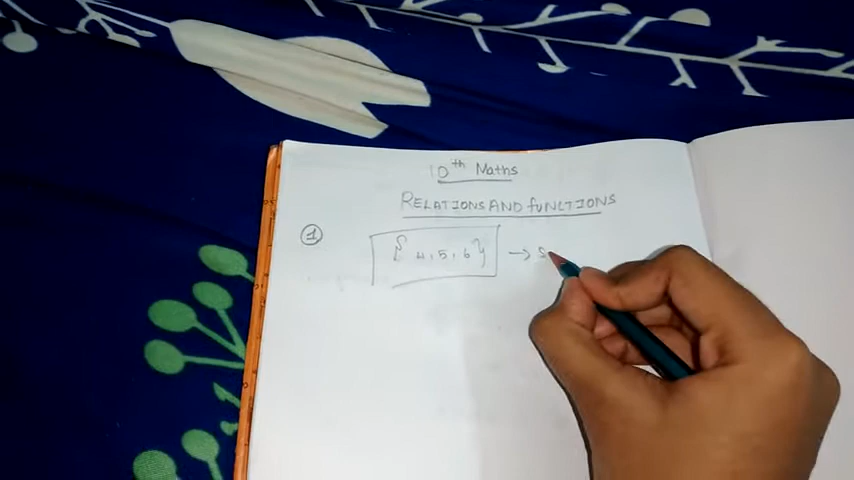 10th Maths
RELATIONS AND fUNCTIONS
1 { 4, 5, 6 } → s